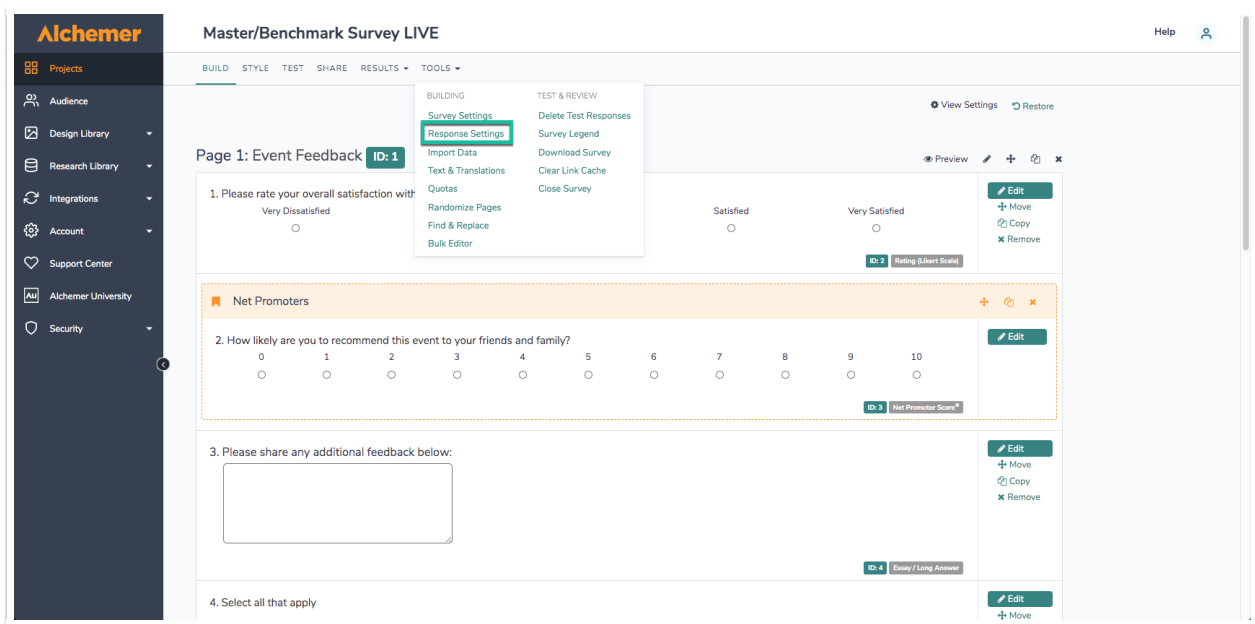 Alchemer
Master/Benchmark Survey LIVE
Help
Projects
Audience
Design Library
Research Library
Integrations
Account
Support Center
Au Alchemer University
Security
BUILD STYLE TEST SHARE RESULTS TOOLS
BUILDING
Survey Settings
Response Settings
Import Data
Text & Translations
Quotas
Randomize Pages
Find & Replace
Bulk Editor
TEST & REVIEW
Delete Test Responses
Survey Legend
Download Survey
Clear Link Cache
Close Survey
View Settings Restore
Page 1: Event Feedback ID: 1
Preview
1. Please rate your overall satisfaction with
Very Dissatisfied Satisfied Very Satisfied
ID: 2 Rating (Likert Scale)
Edit
Move
Copy
Remove
Net Promoters
2. How likely are you to recommend this event to your friends and family?
0 1 2 3 4 5 6 7 8 9 10
ID: 3 Net Promoter Score®
Edit
3. Please share any additional feedback below:
ID: 4 Essay / Long Answer
Edit
Move
Copy
Remove
4. Select all that apply
Edit
Move